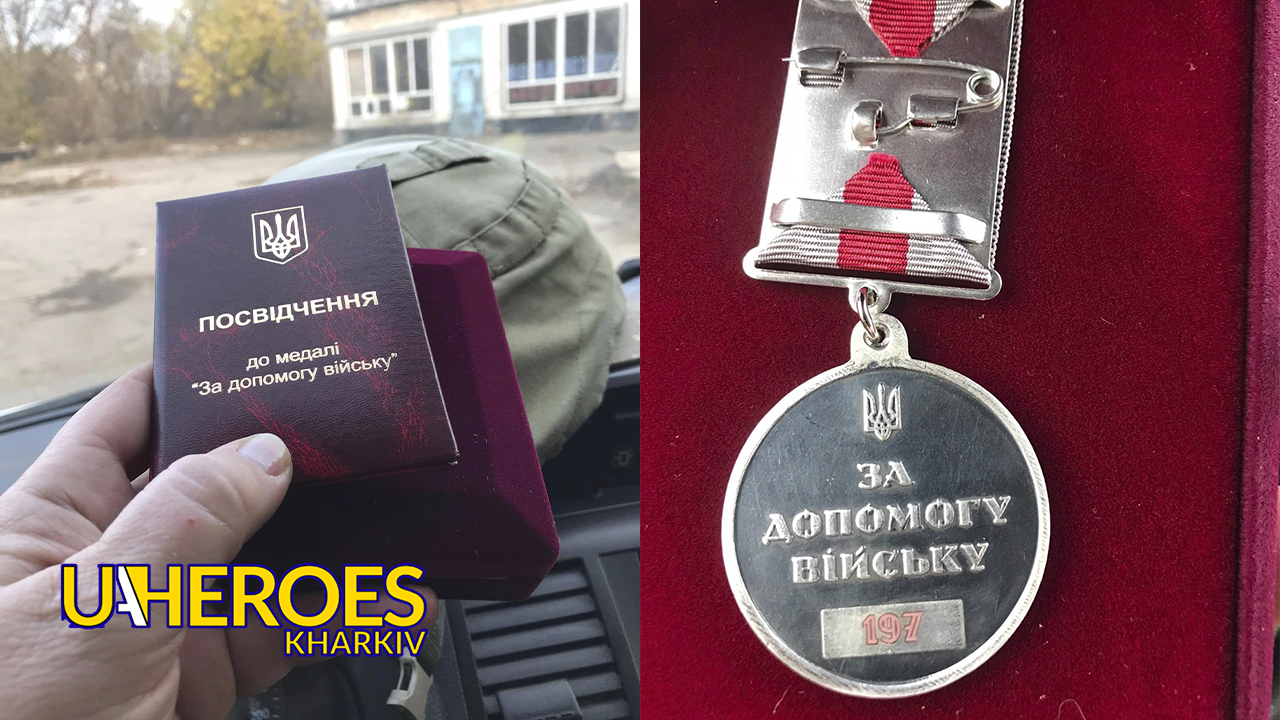 ПОСВІДЧЕННЯ
до медалі
“За допомогу війську”
UAHEROES
KHARKIV
ЗА
ДОПОМОГУ
ВІЙСЬКУ
197